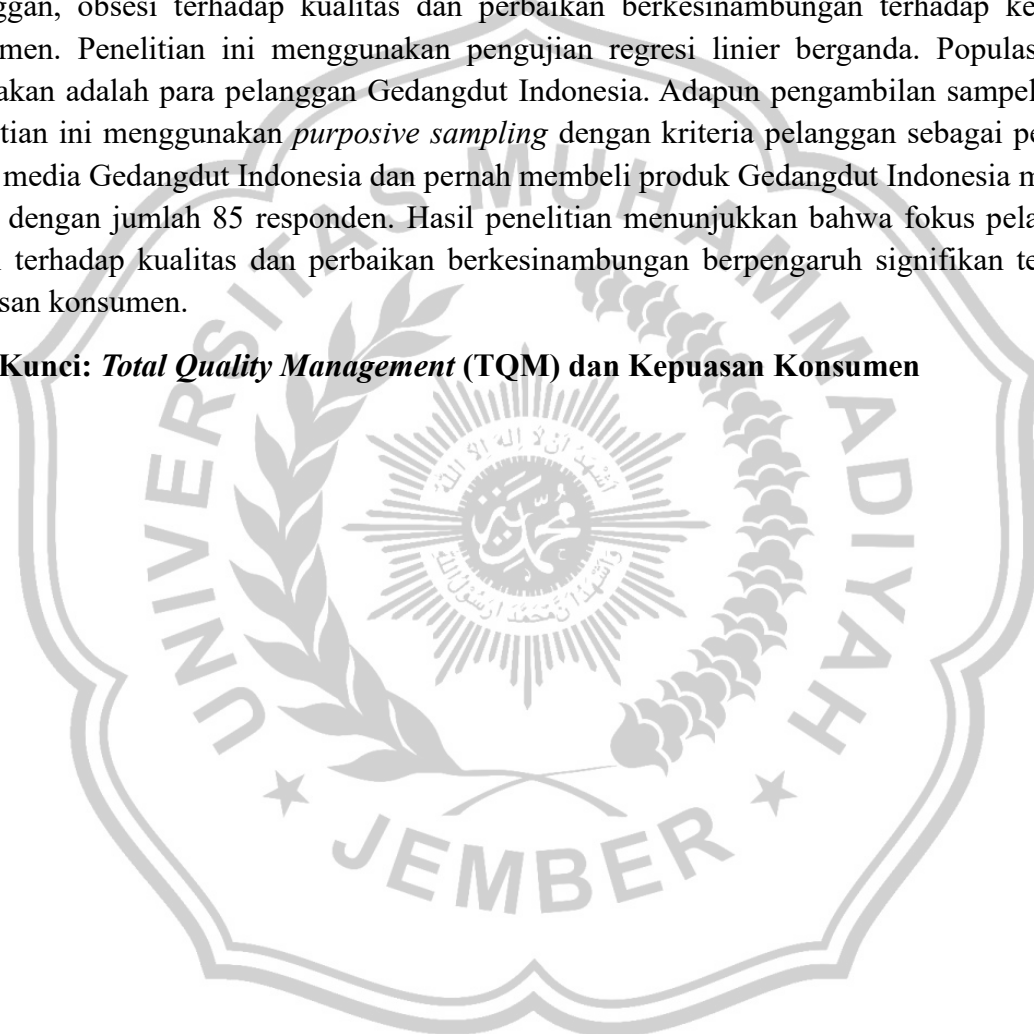 ggan, obsesi terhadap kualitas dan perbaikan berkesinambungan terhadap ke
men. Penelitian ini menggunakan pengujian regresi linier berganda. Populas
akan adalah para pelanggan Gedangdut Indonesia. Adapun pengambilan sampel
tian ini menggunakan purposive sampling dengan kriteria pelanggan sebagai pe
media Gedangdut Indonesia dan pernah membeli produk Gedangdut Indonesia m
dengan jumlah 85 responden. Hasil penelitian menunjukkan bahwa fokus pela
terhadap kualitas dan perbaikan berkesinambungan berpengaruh signifikan te
san konsumen.
Kunci: Total Quality Management (TQM) dan Kepuasan Konsumen
UNIVERSITAS MUHAMMADIYAH
JEMBER